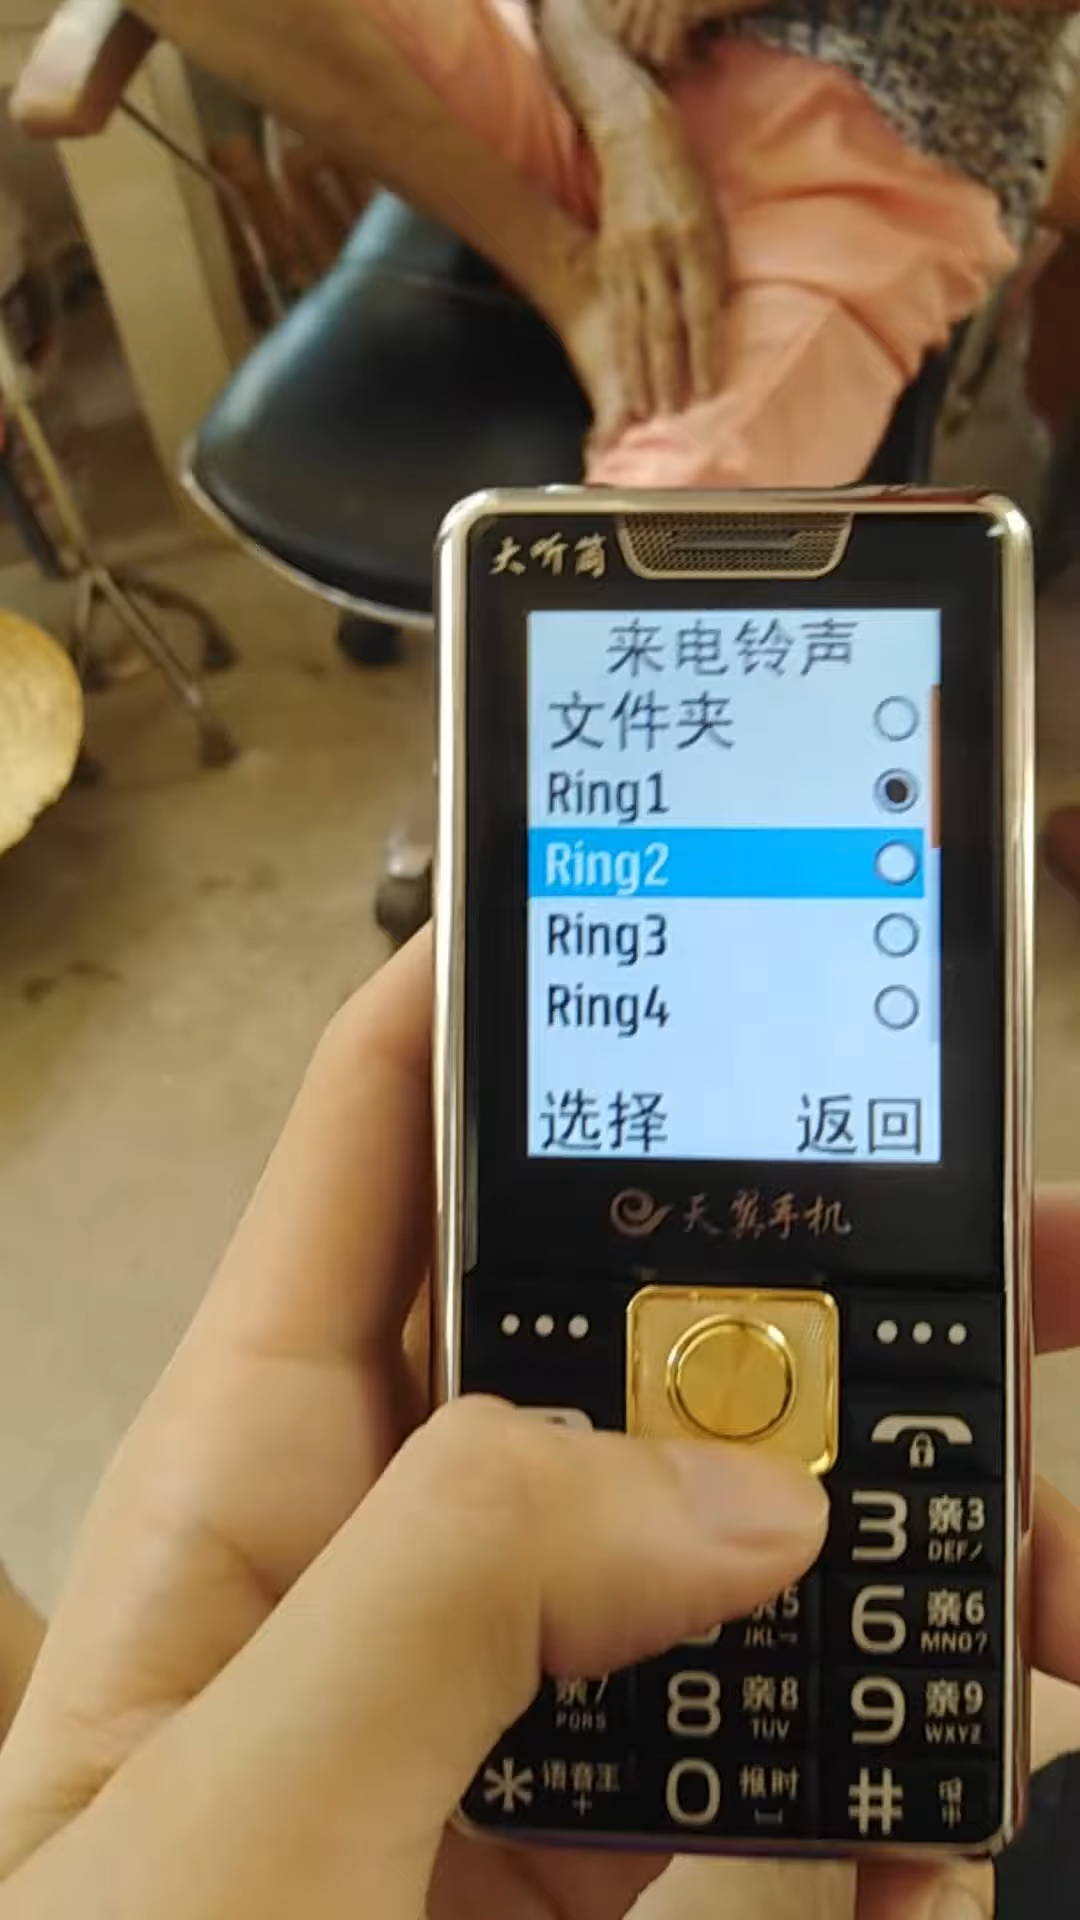 大听筒
来电铃声
文件夹
Ring1
Ring2
Ring3
Ring4
选择 返回
天翼手机
3 亲3
DEF
亲5
JKL
6 亲6
MNO?
亲7
PQRS
8 亲8
TUV
9 亲9
WXYZ
* 语音王
+
0 报时
#